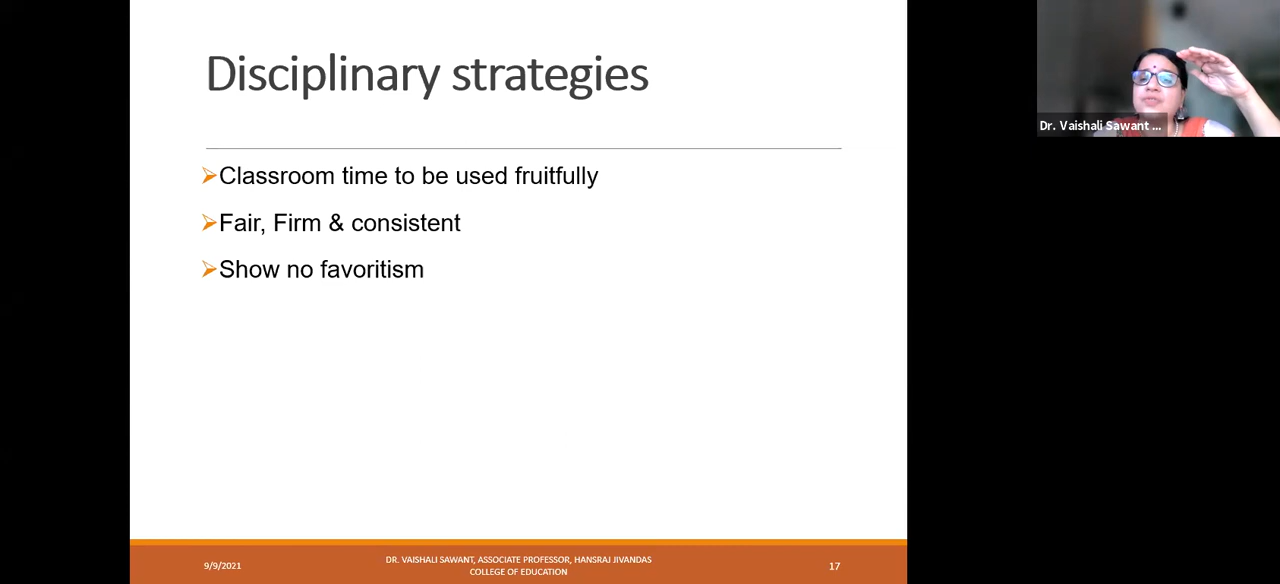 Disciplinary strategies
Classroom time to be used fruitfully
Fair, Firm & consistent
Show no favoritism
9/9/2021
DR. VAISHALI SAWANT, ASSOCIATE PROFESSOR, HANSRAJ JIVANDAS
COLLEGE OF EDUCATION
17
Dr. Vaishali Sawant ...